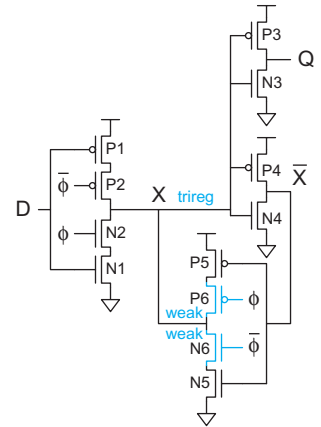 P3
Q
N3
P1
φ̄
P2
P4
X̄
X
trireg
D
φ
N2
N4
N1
P5
P6
φ
weak
weak
φ̄
N6
N5